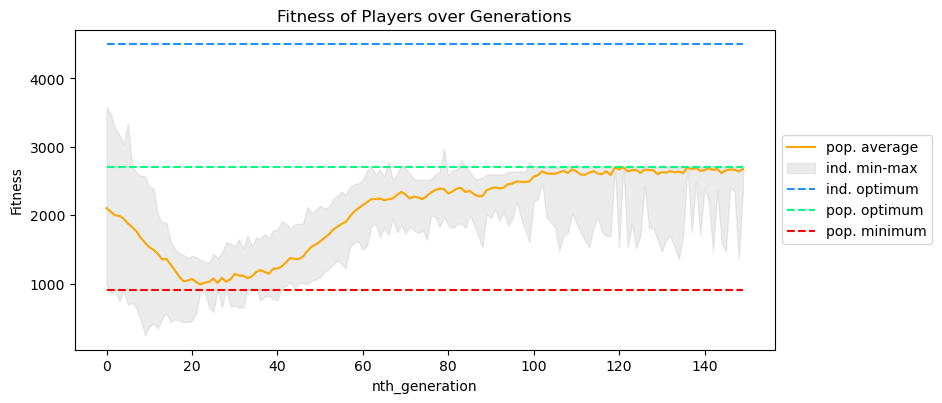 Fitness of Players over Generations
Fitness
4000
3000
2000
1000
0
20
40
60
80
100
120
140
nth_generation
pop. average
ind. min-max
ind. optimum
pop. optimum
pop. minimum